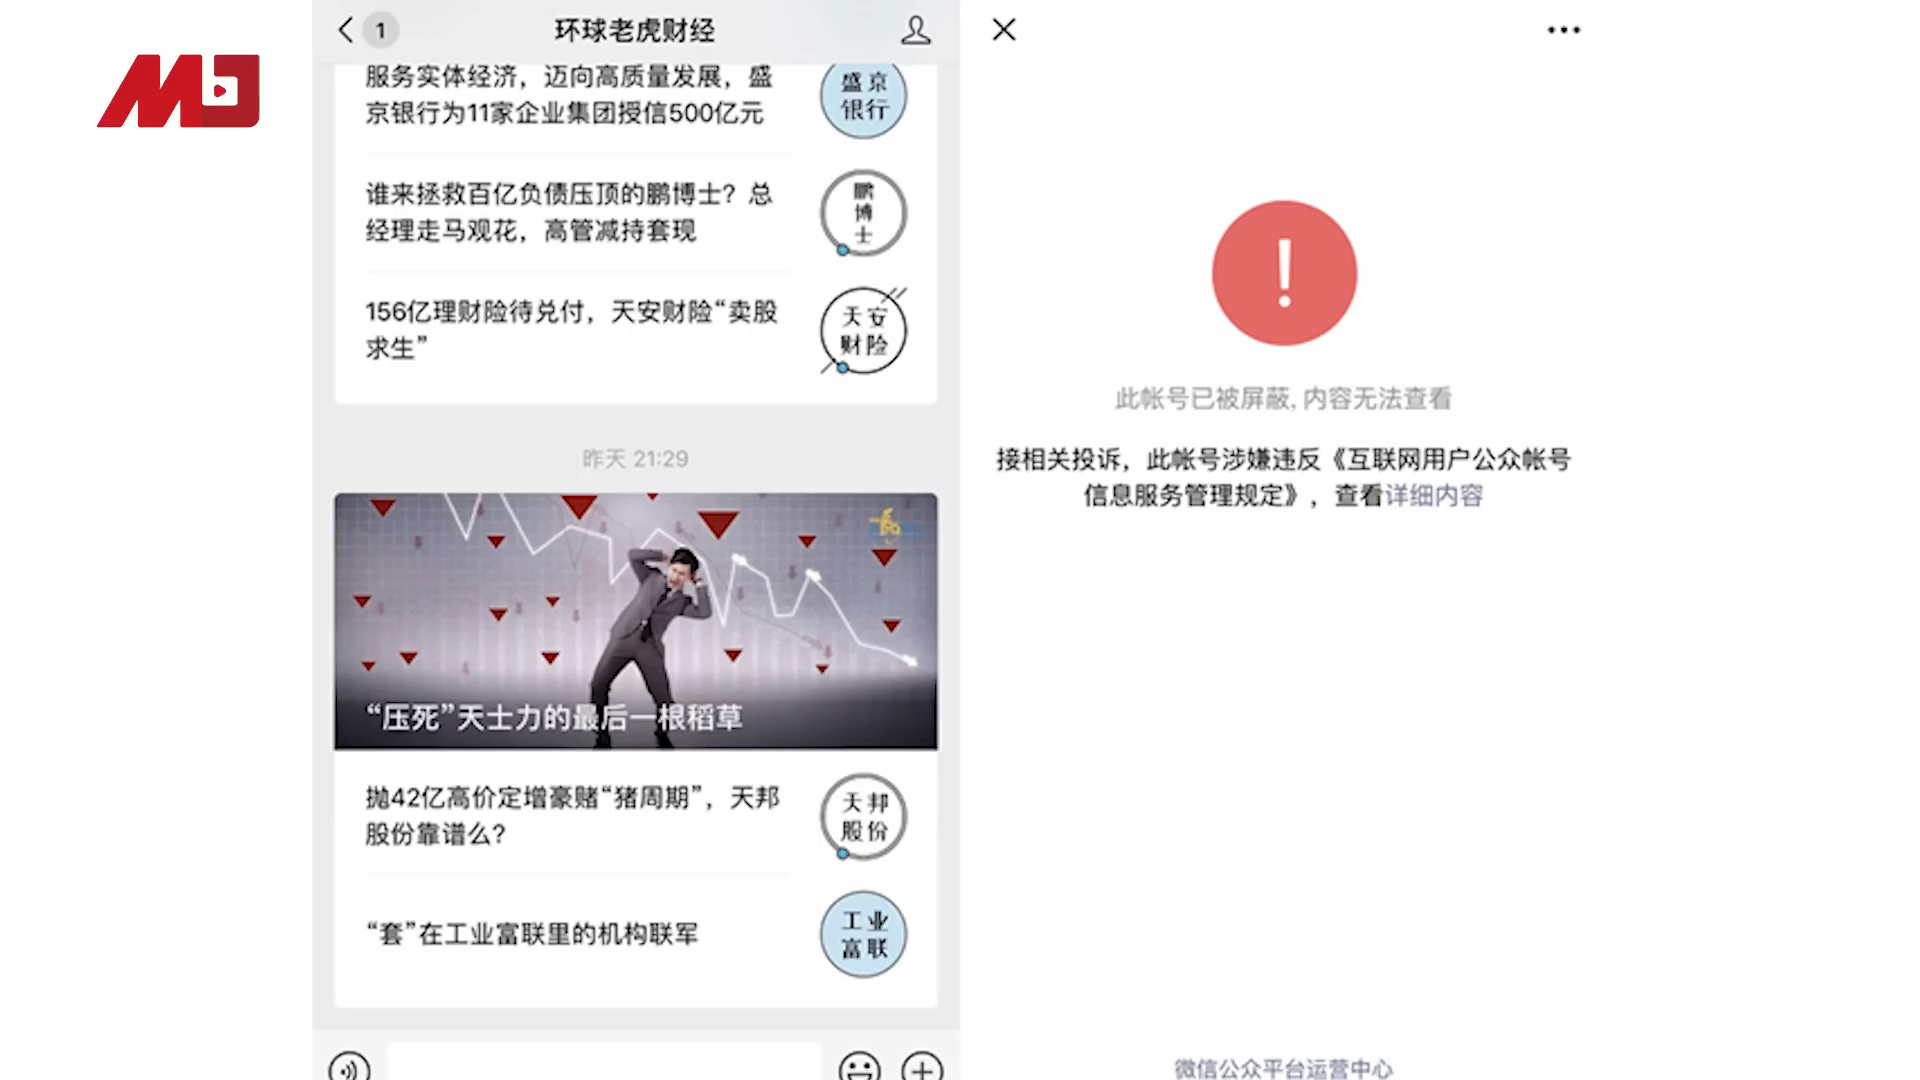 1
环球老虎财经
服务实体经济，迈向高质量发展，盛
京银行为11家企业集团授信500亿元
盛京
银行
谁来拯救百亿负债压顶的鹏博士？总
经理走马观花，高管减持套现
鹏
博
士
156亿理财险待兑付，天安财险“卖股
求生”
天安
财险
昨天 21:29
“压死”天士力的最后一根稻草
抛42亿高价定增豪赌“猪周期”，天邦
股份靠谱么?
天邦
股份
“套”在工业富联里的机构联军
工业
富联
此帐号已被屏蔽, 内容无法查看
接相关投诉，此帐号涉嫌违反《互联网用户公众帐号
信息服务管理规定》，查看详细内容
微信公众平台运营中心